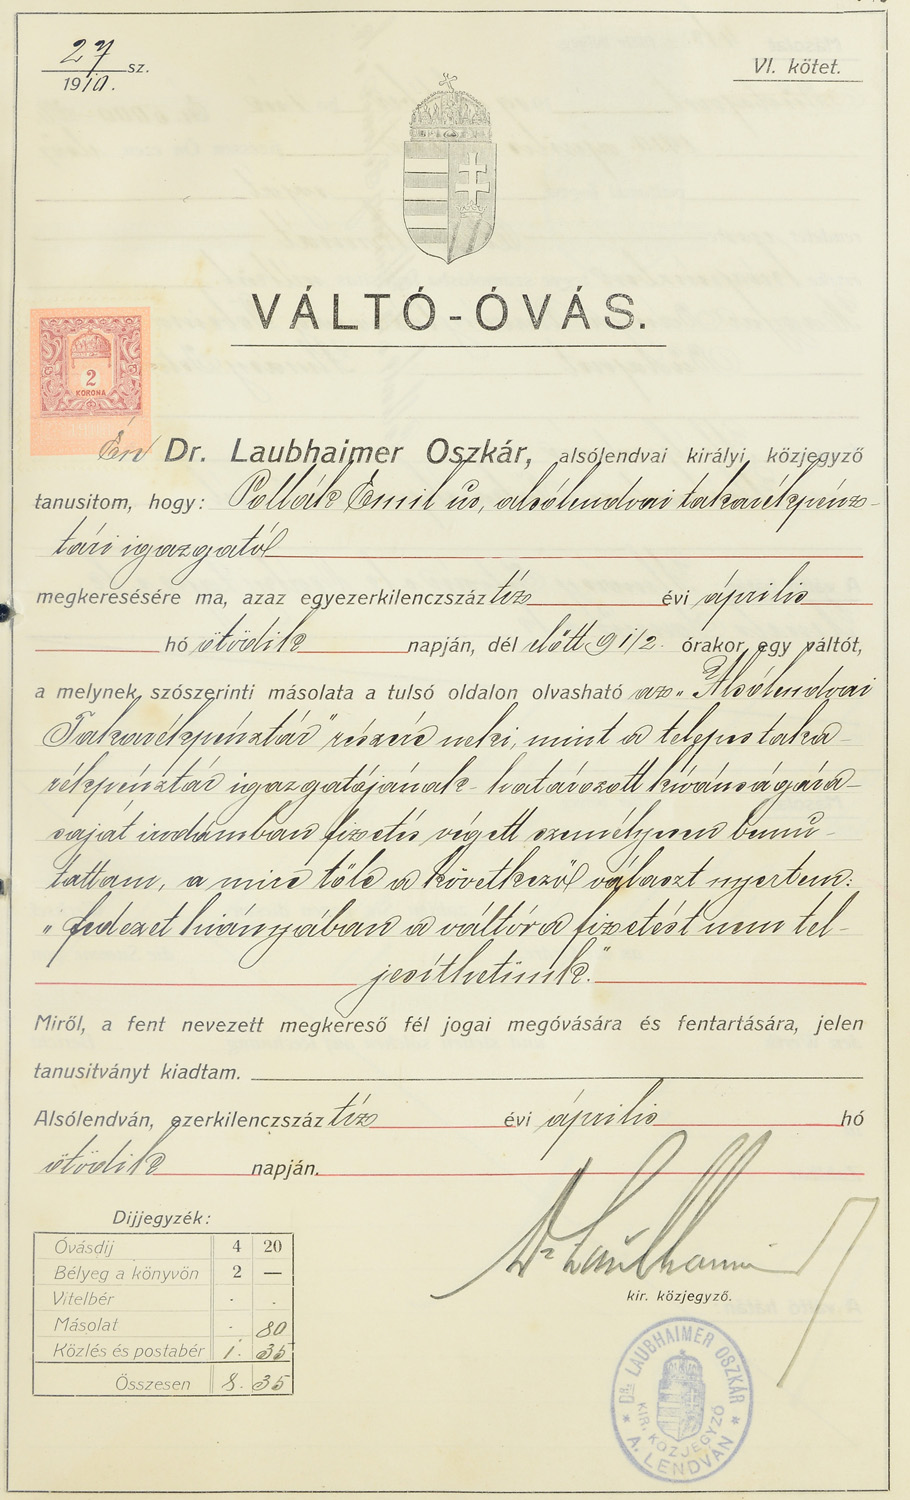 27 sz.
1910.
VI. kötet.
VÁLTÓ-ÓVÁS.
2
KORONA
Én Dr. Laubhaimer Oszkár, alsólendvai királyi közjegyző
tanusitom, hogy: Pollák Emil úr, alsólendvai takarékpénz-
tári igazgató
megkeresésére ma, azaz egyezerkilenczszáz tíz évi április
hó ötödik napján, dél előtt 9 1/2 órakor egy váltót,
a melynek szószerinti másolata a tulsó oldalon olvasható az „Alsólendvai
Takarékpénztár" részére neki, mint a telepes taka-
rékpénztár igazgatójának határozott kívánságára
saját irodámban fizetés végett személyesen bemu-
tattam, a mire tőle a következő választ nyertem:
„fedezet hiányában a váltóra fizetést nem tel-
jesíthetünk."
Miről, a fent nevezett megkereső fél jogai megóvására és fentartására, jelen
tanusitványt kiadtam.
Alsólendván, ezerkilenczszáz tíz évi április hó
ötödik napján.
Dr Laubhaimer
kir. közjegyző.
Dijjegyzék:
Óvásdij 4 20
Bélyeg a könyvön 2 —
Vitelbér . .
Másolat . 80
Közlés és postabér 1. 35
Összesen 8. 35
DR. LAUBHAIMER OSZKÁR
KIR. KÖZJEGYZŐ
* A. LENDVÁN *